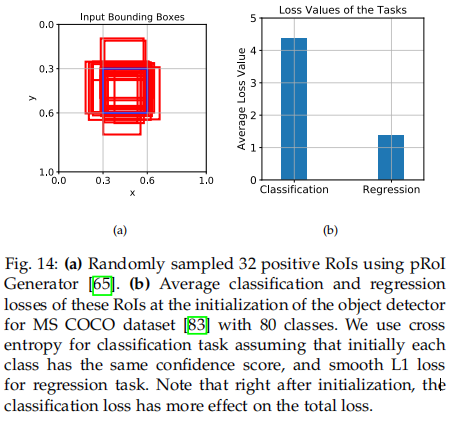 Input Bounding Boxes
0.0
0.3
0.6
1.0
y
0.0 0.3 0.6 1.0
x
(a)
Loss Values of the Tasks
5
4
3
2
1
0
Average Loss Value
Classification Regression
(b)
Fig. 14: (a) Randomly sampled 32 positive RoIs using pRoI
Generator [65]. (b) Average classification and regression
losses of these RoIs at the initialization of the object detector
for MS COCO dataset [83] with 80 classes. We use cross
entropy for classification task assuming that initially each
class has the same confidence score, and smooth L1 loss
for regression task. Note that right after initialization, the
classification loss has more effect on the total loss.